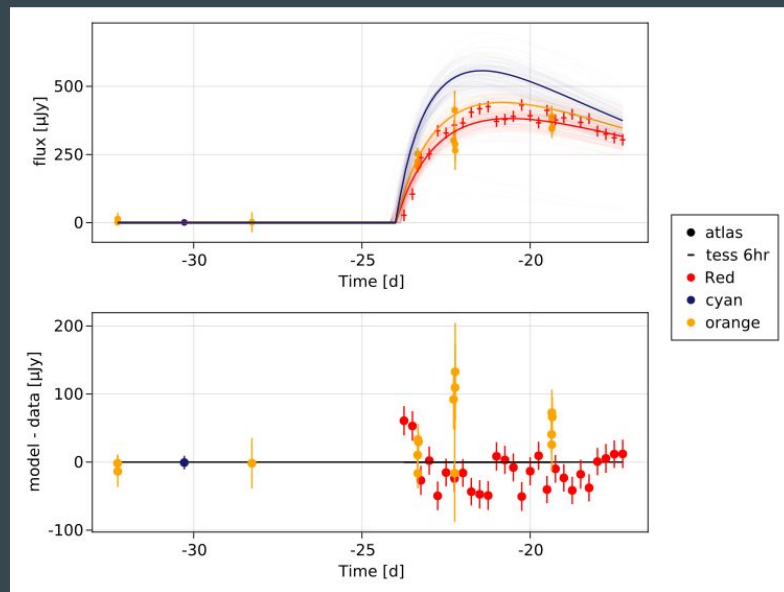 flux [μJy]
500
250
0
-30
-25
-20
Time [d]
model - data [μJy]
200
100
0
-100
-30
-25
-20
Time [d]
atlas
tess 6hr
Red
cyan
orange